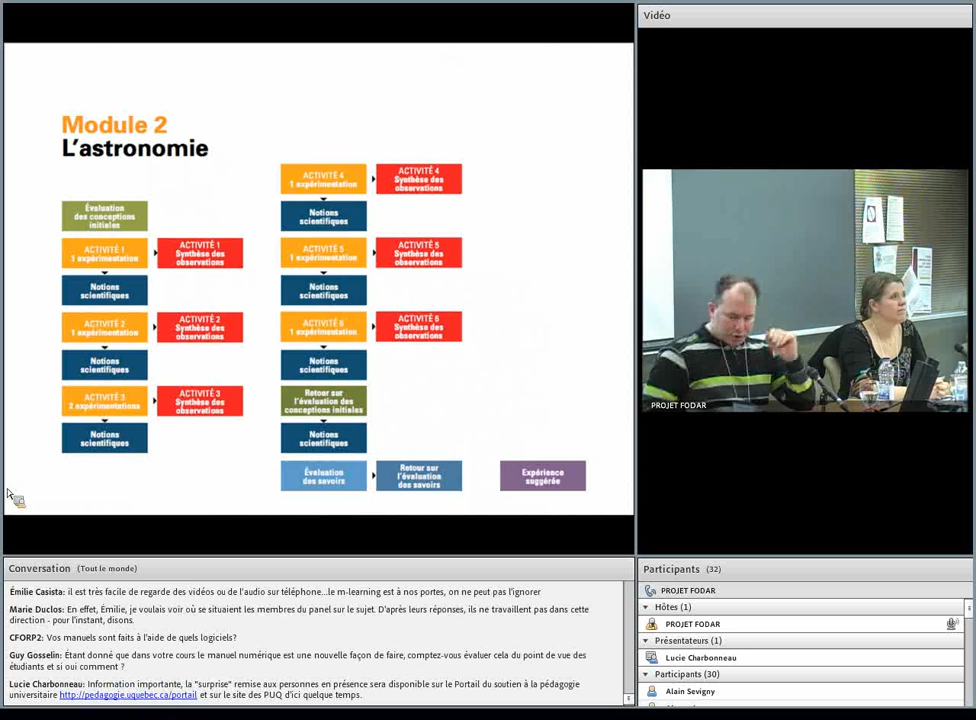 Module 2
L'astronomie
Évaluation
des conceptions
initiales
ACTIVITÉ 1
1 expérimentation
ACTIVITÉ 1
Synthèse des
observations
Notions
scientifiques
ACTIVITÉ 2
1 expérimentation
ACTIVITÉ 2
Synthèse des
observations
Notions
scientifiques
ACTIVITÉ 3
2 expérimentations
ACTIVITÉ 3
Synthèse des
observations
Notions
scientifiques
ACTIVITÉ 4
1 expérimentation
ACTIVITÉ 4
Synthèse des
observations
Notions
scientifiques
ACTIVITÉ 5
1 expérimentation
ACTIVITÉ 5
Synthèse des
observations
Notions
scientifiques
ACTIVITÉ 6
1 expérimentation
ACTIVITÉ 6
Synthèse des
observations
Notions
scientifiques
Retour sur
l'évaluation des
conceptions initiales
Notions
scientifiques
Évaluation
des savoirs
Retour sur
l'évaluation
des savoirs
Expérience
suggérée
Vidéo
PROJET FODAR
Conversation (Tout le monde)
Émilie Casista: il est très facile de regarde des vidéos ou de l'audio sur téléphone...le m-learning est à nos portes, on ne peut pas l'ignorer
Marie Duclos: En effet, Émilie, je voulais voir où se situaient les membres du panel sur le sujet. D'après leurs réponses, ils ne travaillent pas dans cette
direction - pour l'instant, disons.
CFORP2: Vos manuels sont faits à l'aide de quels logiciels?
Guy Gosselin: Étant donné que dans votre cours le manuel numérique est une nouvelle façon de faire, comptez-vous évaluer cela du point de vue des
étudiants et si oui comment ?
Lucie Charbonneau: Information importante, la "surprise" remise aux personnes en présence sera disponible sur le Portail du soutien à la pédagogie
universitaire http://pedagogie.uquebec.ca/portail et sur le site des PUQ d'ici quelque temps.
Participants (32)
PROJET FODAR
Hôtes (1)
PROJET FODAR
Présentateurs (1)
Lucie Charbonneau
Participants (30)
Alain Sevigny